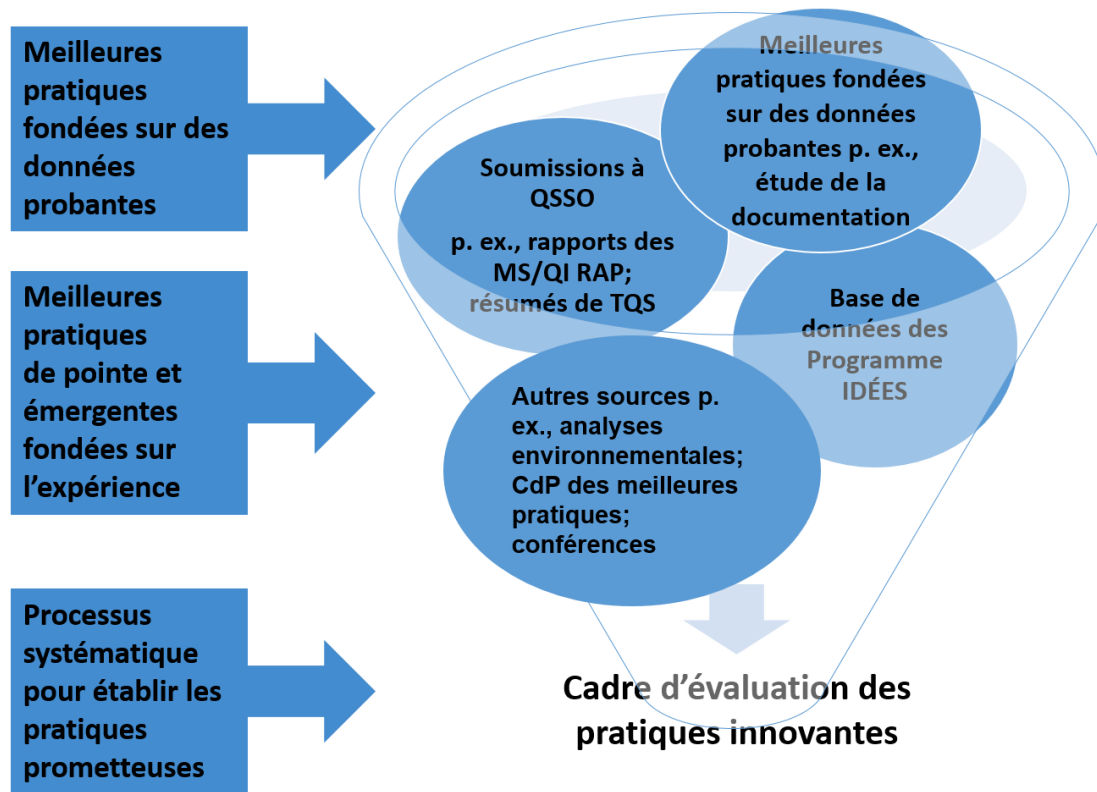 Meilleures
pratiques
fondées sur des
données
probantes
Meilleures
pratiques
de pointe et
émergentes
fondées sur
l’expérience
Processus
systématique
pour établir les
pratiques
prometteuses
Meilleures
pratiques fondées
sur des données
probantes p. ex.,
étude de la
documentation
Soumissions à
QSSO
p. ex., rapports des
MS/QI RAP;
résumés de TQS
Base de
données des
Programme
IDÉES
Autres sources p.
ex., analyses
environnementales;
CdP des meilleures
pratiques;
conférences
Cadre d’évaluation des
pratiques innovantes